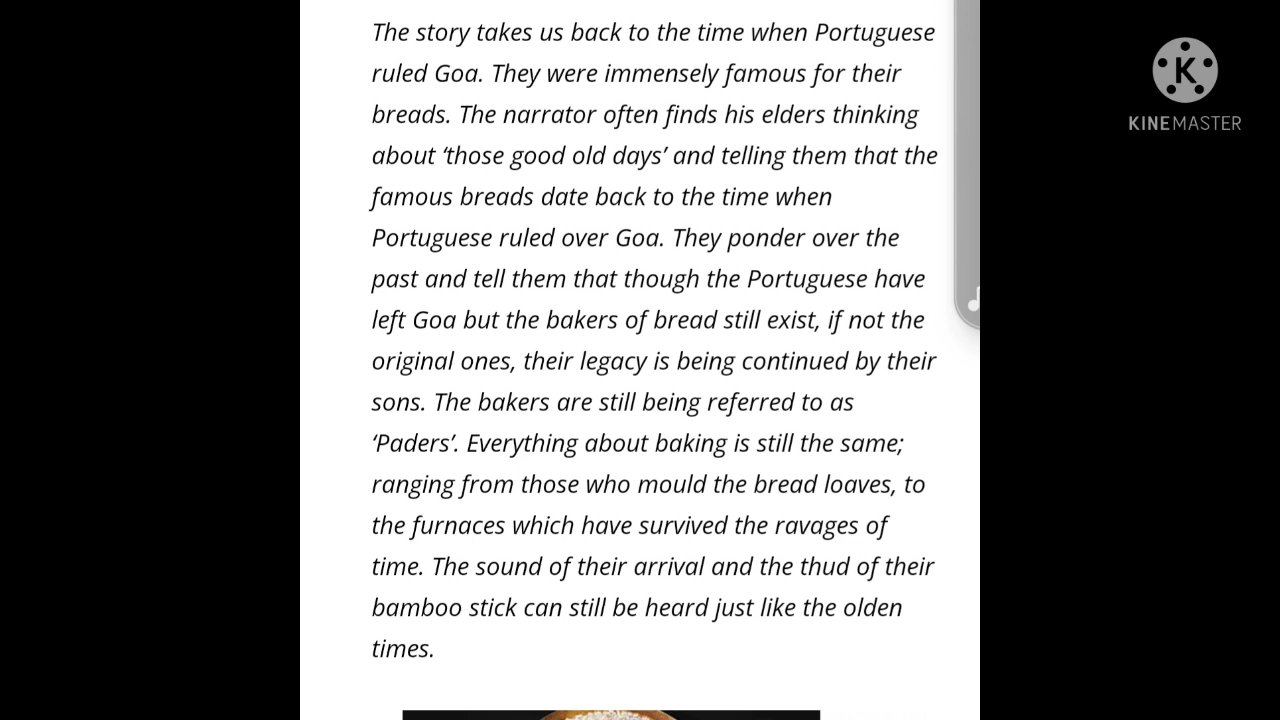 The story takes us back to the time when Portuguese
ruled Goa. They were immensely famous for their
breads. The narrator often finds his elders thinking
about ‘those good old days’ and telling them that the
famous breads date back to the time when
Portuguese ruled over Goa. They ponder over the
past and tell them that though the Portuguese have
left Goa but the bakers of bread still exist, if not the
original ones, their legacy is being continued by their
sons. The bakers are still being referred to as
‘Paders’. Everything about baking is still the same;
ranging from those who mould the bread loaves, to
the furnaces which have survived the ravages of
time. The sound of their arrival and the thud of their
bamboo stick can still be heard just like the olden
times.
K
KINEMASTER